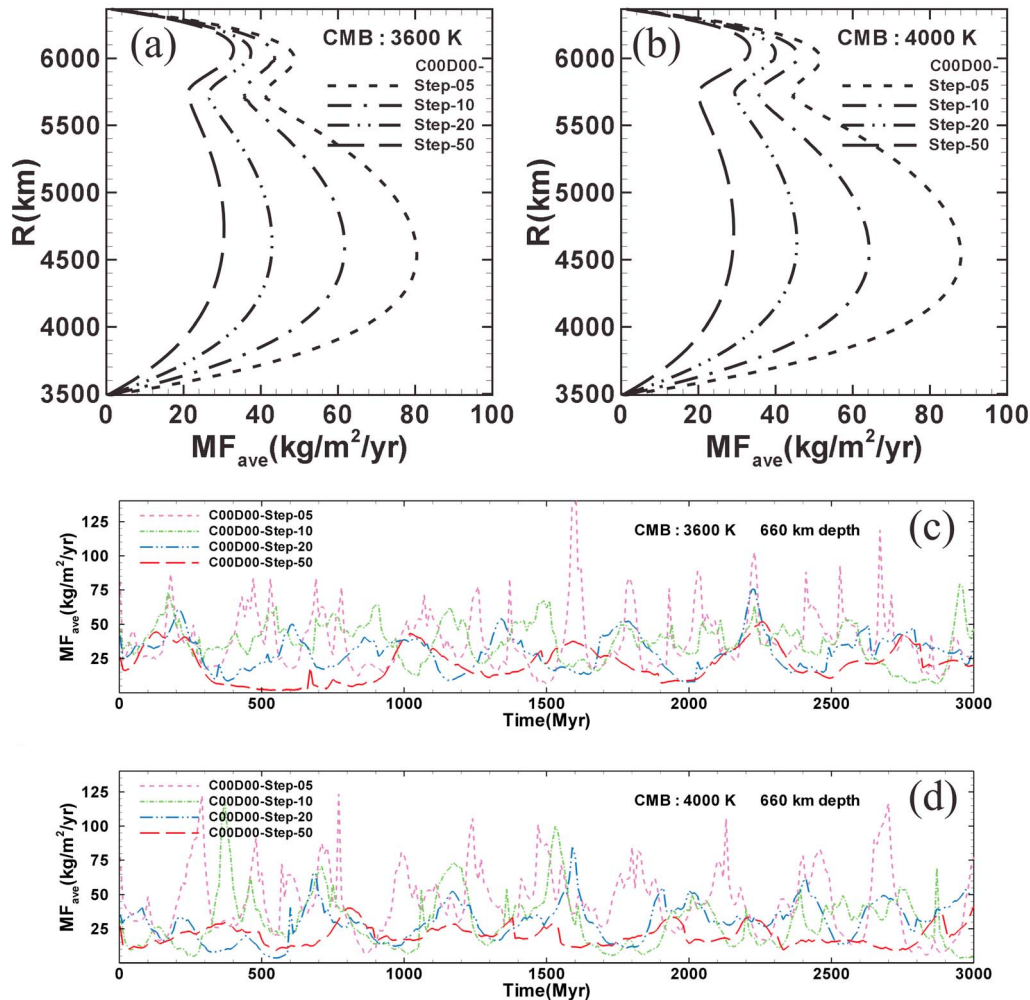 (a)
CMB : 3600 K
C00D00-
Step-05
Step-10
Step-20
Step-50
R(km)
6000
5500
5000
4500
4000
3500
0 20 40 60 80 100
MFave(kg/m²/yr)
(b)
CMB : 4000 K
C00D00-
Step-05
Step-10
Step-20
Step-50
R(km)
6000
5500
5000
4500
4000
3500
0 20 40 60 80 100
MFave(kg/m²/yr)
C00D00-Step-05
C00D00-Step-10
C00D00-Step-20
C00D00-Step-50
CMB : 3600 K 660 km depth
(c)
MFave(kg/m²/yr)
125
100
75
50
25
0 500 1000 1500 2000 2500 3000
Time(Myr)
C00D00-Step-05
C00D00-Step-10
C00D00-Step-20
C00D00-Step-50
CMB : 4000 K 660 km depth
(d)
MFave(kg/m²/yr)
125
100
75
50
25
0 500 1000 1500 2000 2500 3000
Time(Myr)